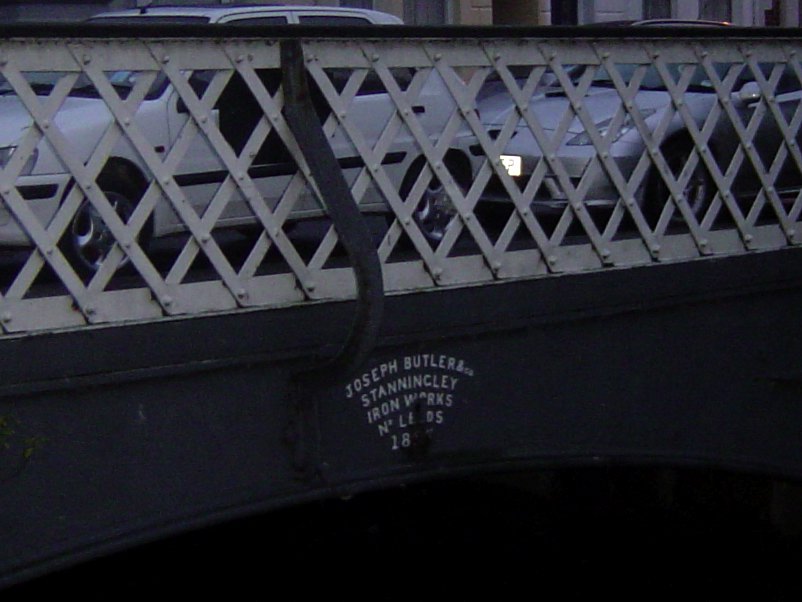 JOSEPH BUTLER & Co
STANNINGLEY
IRON WORKS
Nr LEEDS